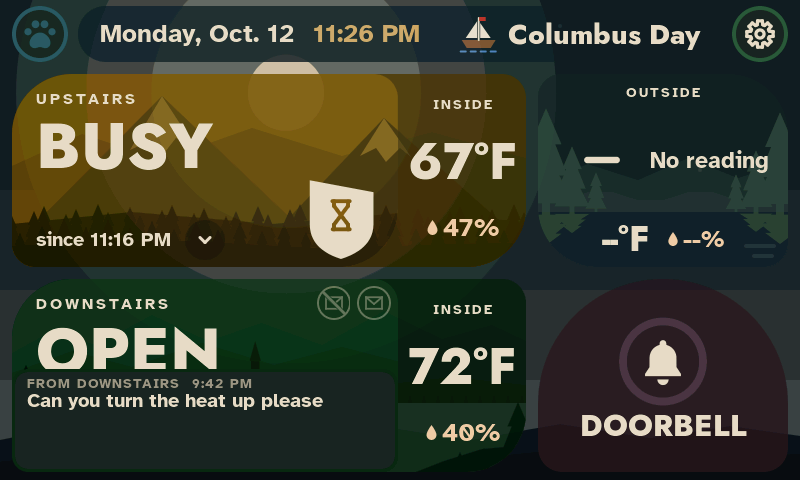 Monday, Oct. 12 11:26 PM Columbus Day
UPSTAIRS
BUSY
since 11:16 PM
INSIDE
67°F
47%
OUTSIDE
No reading
--°F --%
DOWNSTAIRS
OPEN
FROM DOWNSTAIRS 9:42 PM
Can you turn the heat up please
INSIDE
72°F
40%
DOORBELL